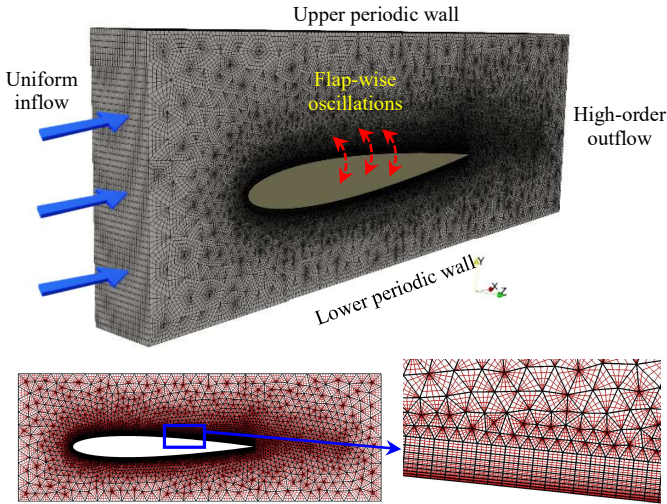 Upper periodic wall
Uniform
inflow
Flap-wise
oscillations
High-order
outflow
Lower periodic wall
Y
X
Z